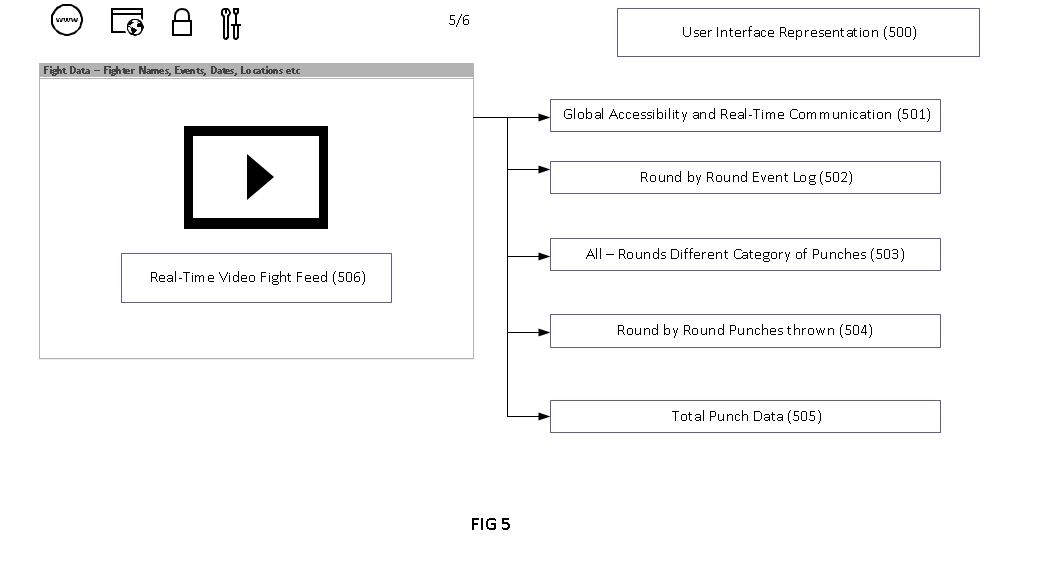 www
5/6
User Interface Representation (500)
Fight Data – Fighter Names, Events, Dates, Locations etc
Global Accessibility and Real-Time Communication (501)
Round by Round Event Log (502)
All – Rounds Different Category of Punches (503)
Real-Time Video Fight Feed (506)
Round by Round Punches thrown (504)
Total Punch Data (505)
FIG 5